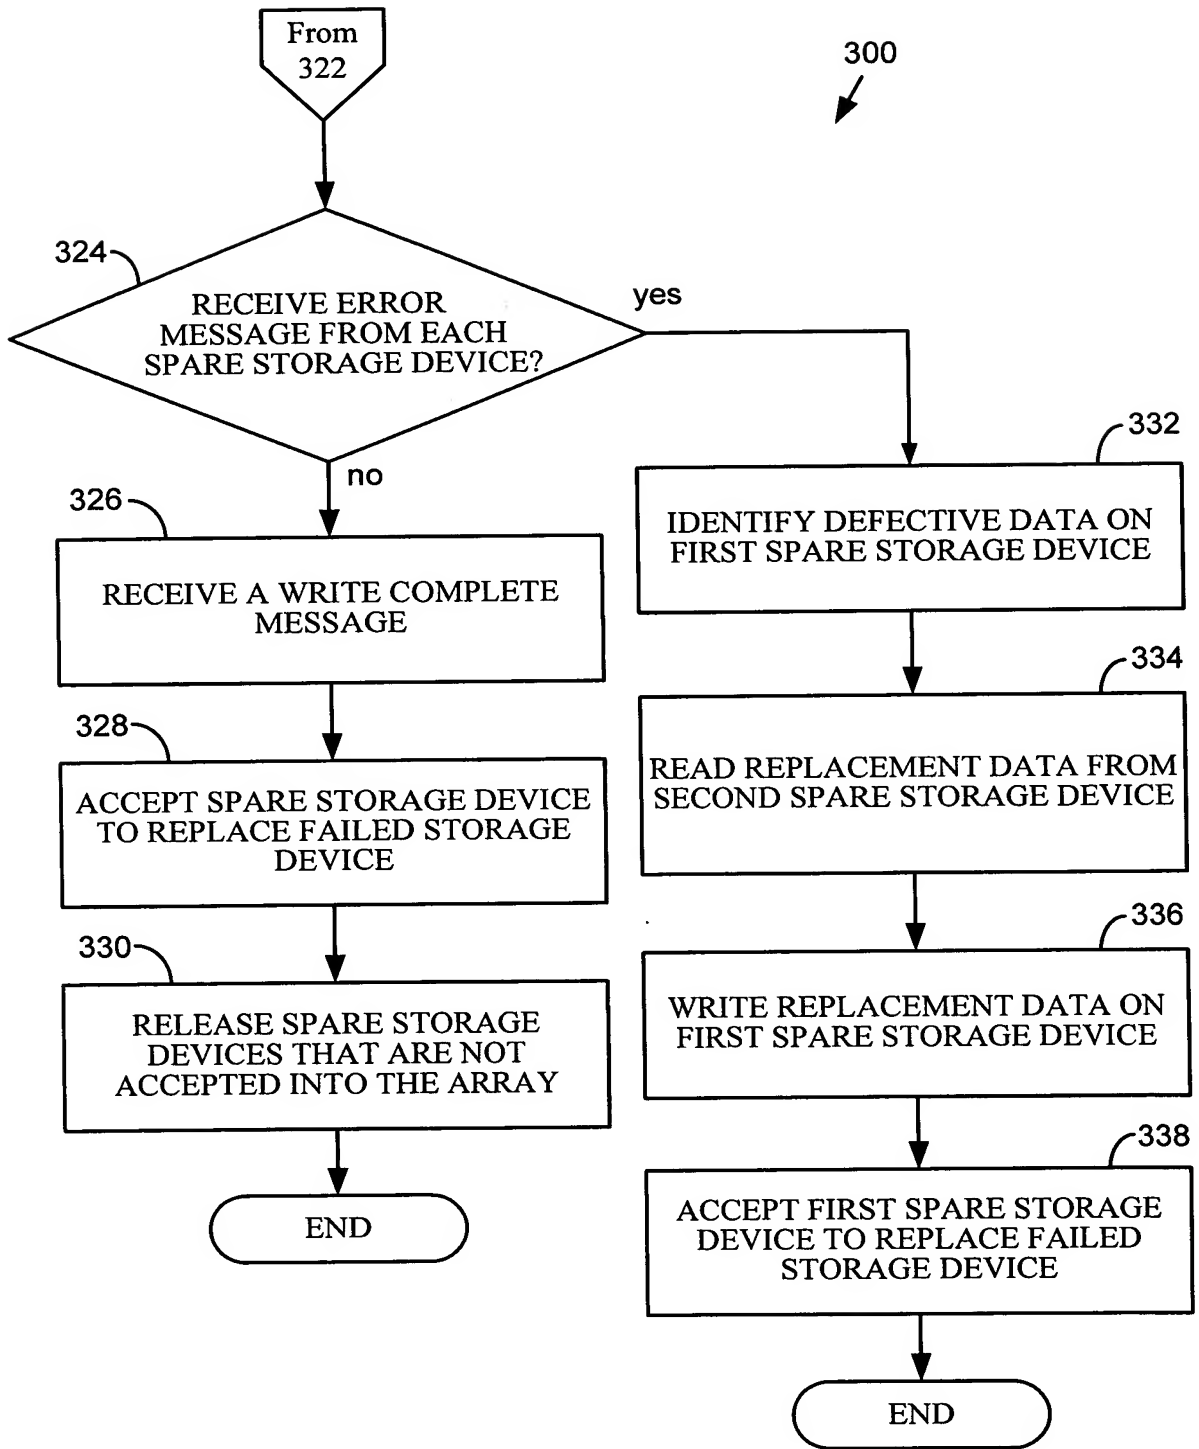 From
322
300
324
RECEIVE ERROR
MESSAGE FROM EACH
SPARE STORAGE DEVICE?
yes
no
326
RECEIVE A WRITE COMPLETE
MESSAGE
328
ACCEPT SPARE STORAGE DEVICE
TO REPLACE FAILED STORAGE
DEVICE
330
RELEASE SPARE STORAGE
DEVICES THAT ARE NOT
ACCEPTED INTO THE ARRAY
END
332
IDENTIFY DEFECTIVE DATA ON
FIRST SPARE STORAGE DEVICE
334
READ REPLACEMENT DATA FROM
SECOND SPARE STORAGE DEVICE
336
WRITE REPLACEMENT DATA ON
FIRST SPARE STORAGE DEVICE
338
ACCEPT FIRST SPARE STORAGE
DEVICE TO REPLACE FAILED
STORAGE DEVICE
END